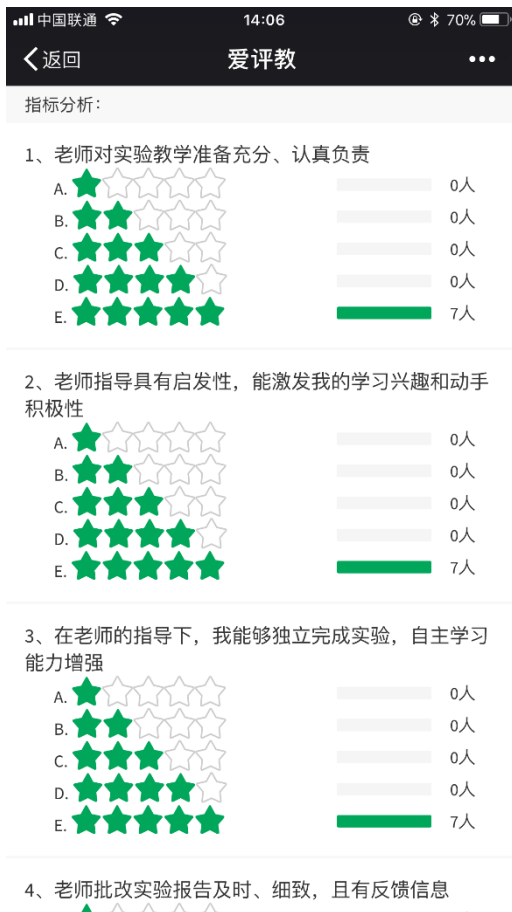 中国联通 14:06 70%
返回 爱评教
指标分析：
1、老师对实验教学准备充分、认真负责
A. 0人
B. 0人
C. 0人
D. 0人
E. 7人
2、老师指导具有启发性，能激发我的学习兴趣和动手
积极性
A. 0人
B. 0人
C. 0人
D. 0人
E. 7人
3、在老师的指导下，我能够独立完成实验，自主学习
能力增强
A. 0人
B. 0人
C. 0人
D. 0人
E. 7人
4、老师批改实验报告及时、细致，且有反馈信息